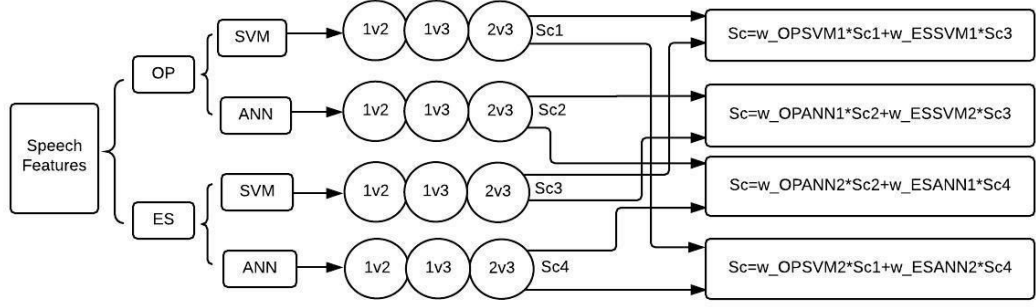 Speech
Features
OP
ES
SVM
ANN
SVM
ANN
1v2 1v3 2v3 Sc1
1v2 1v3 2v3 Sc2
1v2 1v3 2v3 Sc3
1v2 1v3 2v3 Sc4
Sc=w_OPSVM1*Sc1+w_ESSVM1*Sc3
Sc=w_OPANN1*Sc2+w_ESSVM2*Sc3
Sc=w_OPANN2*Sc2+w_ESANN1*Sc4
Sc=w_OPSVM2*Sc1+w_ESANN2*Sc4